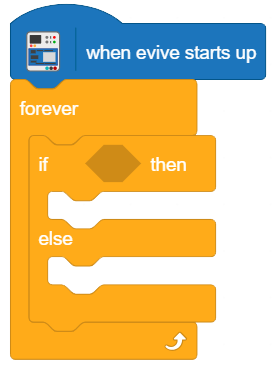 when evive starts up
forever
if then
else